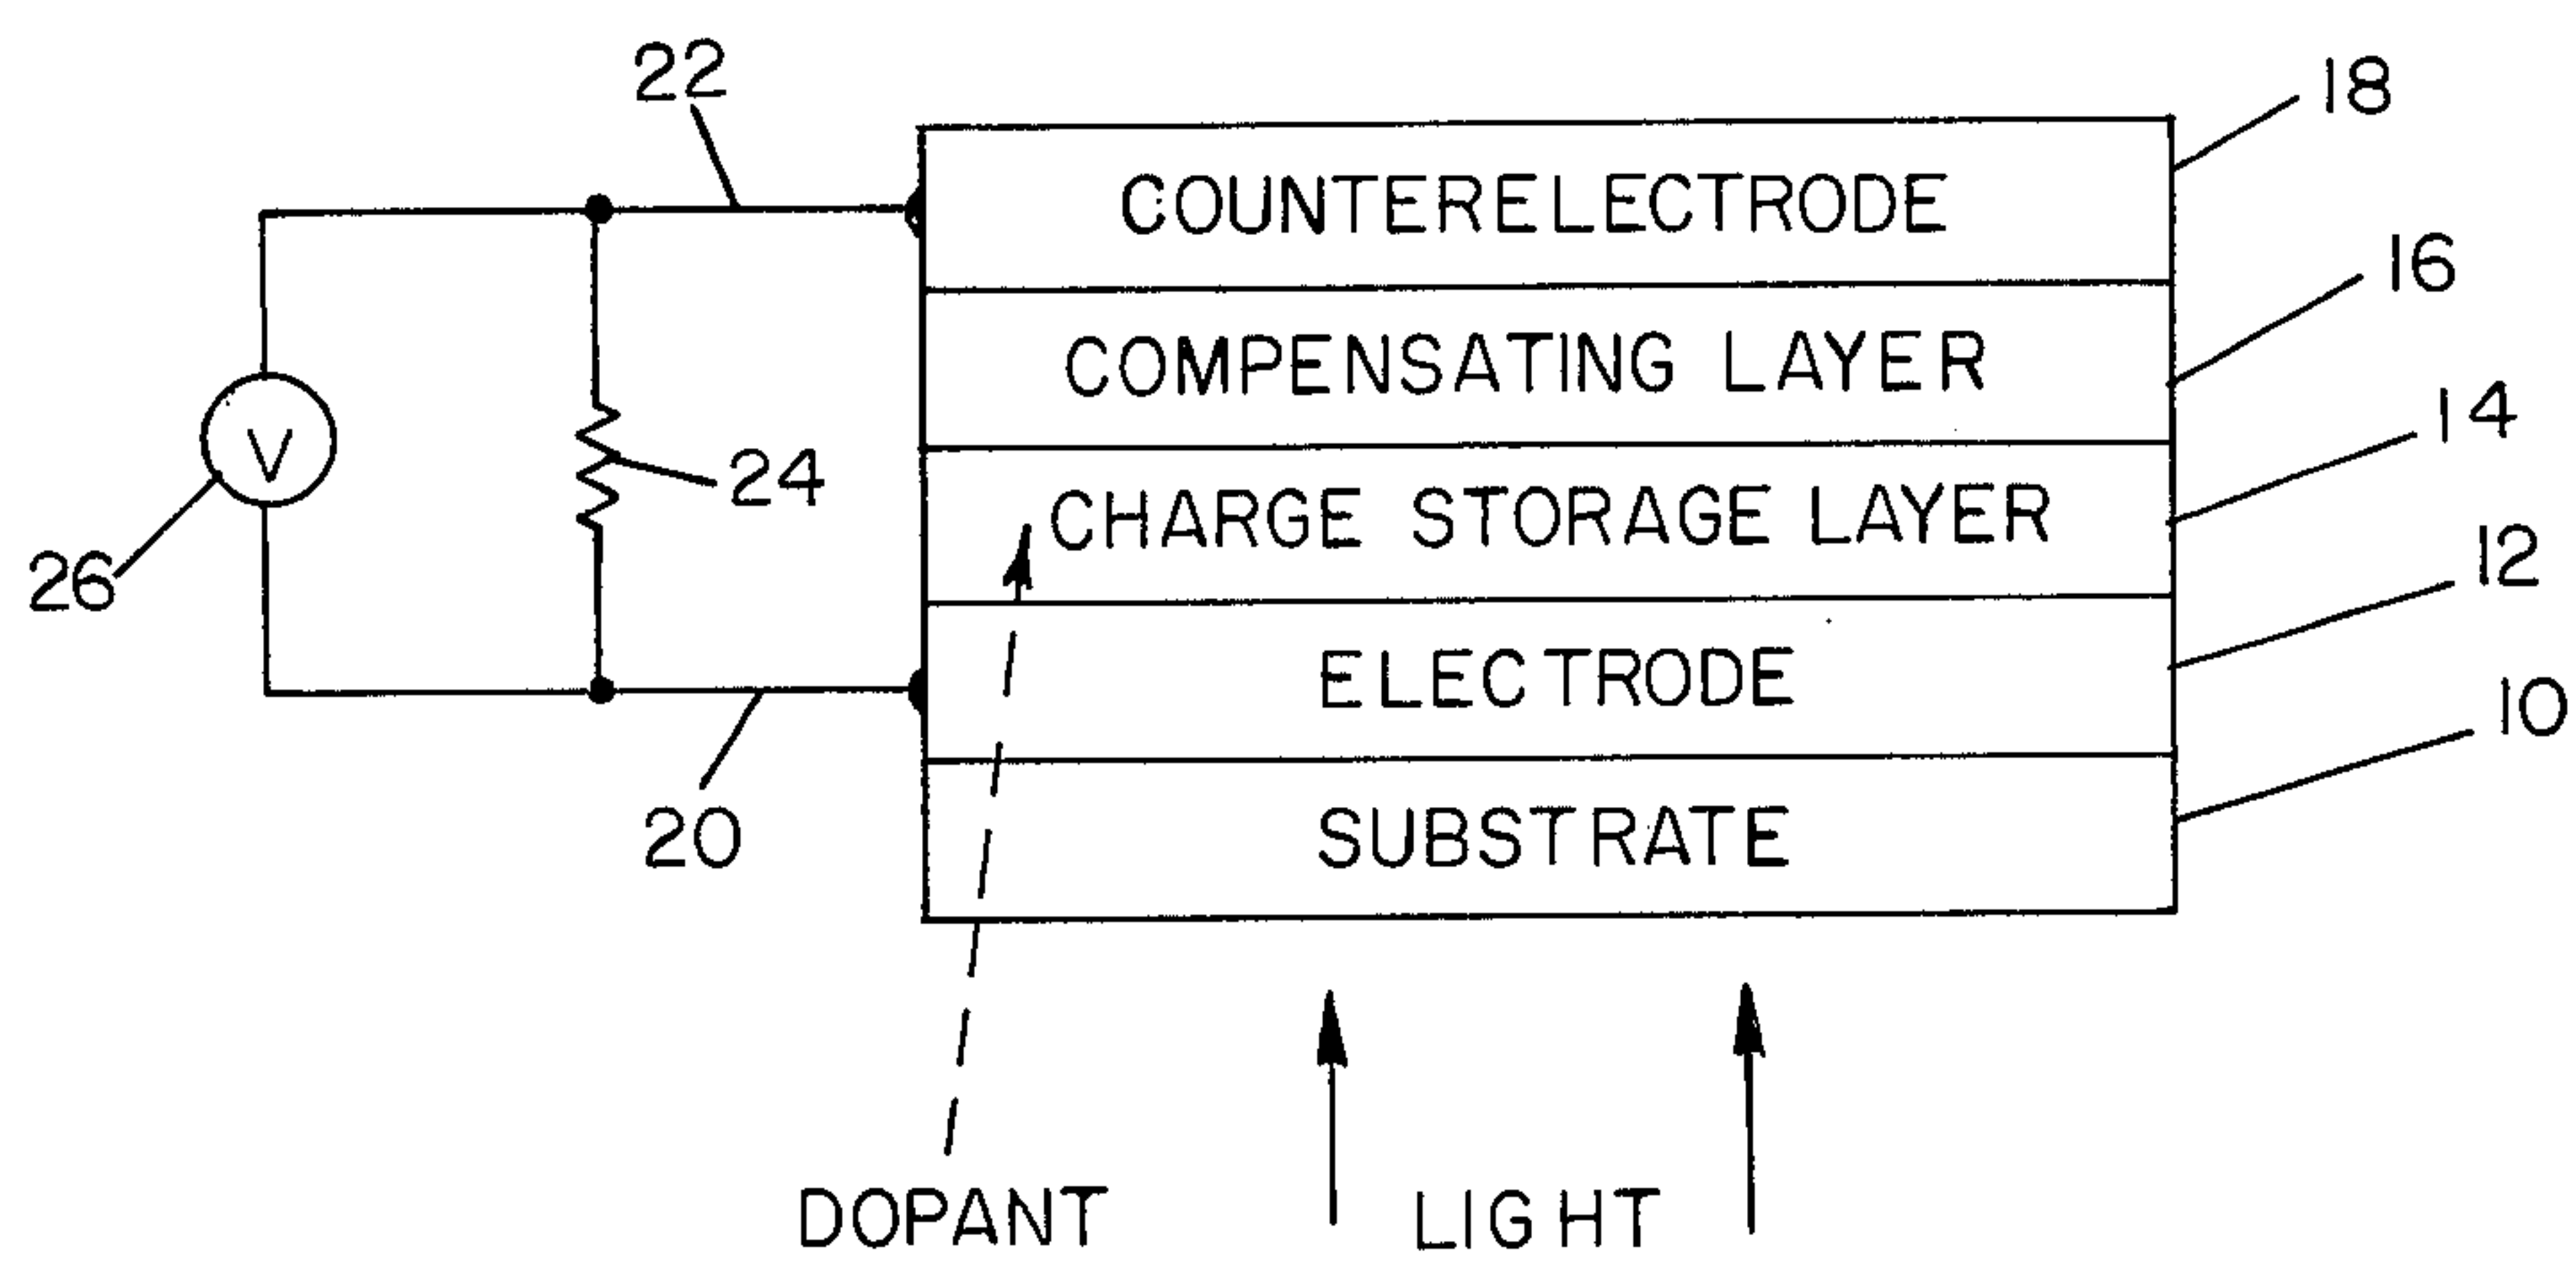 22
18
COUNTERELECTRODE
16
COMPENSATING LAYER
14
V
24
CHARGE STORAGE LAYER
12
26
ELECTRODE
10
20
SUBSTRATE
DOPANT
LIGHT